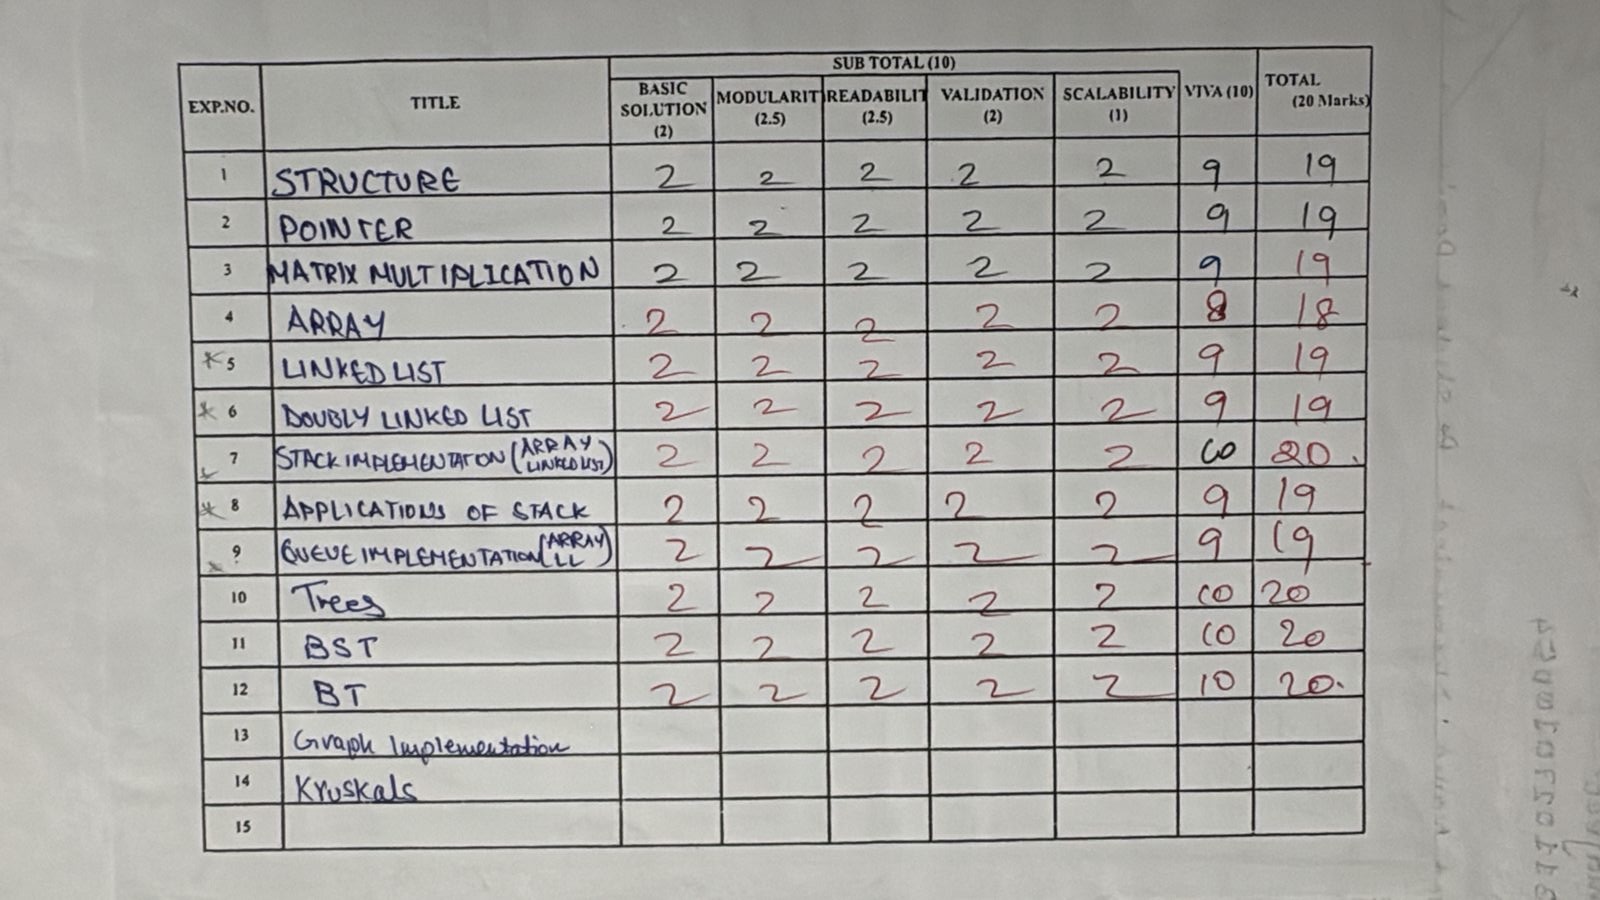 SUB TOTAL (10)
EXP.NO. TITLE BASIC SOLUTION (2) MODULARIT (2.5) READABILIT (2.5) VALIDATION (2) SCALABILITY (1) VIVA (10) TOTAL (20 Marks)
1 STRUCTURE 2 2 2 2 2 9 19
2 POINTER 2 2 2 2 2 9 19
3 MATRIX MULTIPLICATION 2 2 2 2 2 9 19
4 ARRAY 2 2 2 2 2 8 18
*5 LINKED LIST 2 2 2 2 2 9 19
*6 DOUBLY LINKED LIST 2 2 2 2 2 9 19
7 STACK IMPLEMENTATION (ARRAY LINKED LIST) 2 2 2 2 2 10 20.
*8 APPLICATIONS OF STACK 2 2 2 2 2 9 19
9 QUEUE IMPLEMENTATION (ARRAY LL) 2 2 2 2 2 9 19
10 Trees 2 2 2 2 2 10 20
11 BST 2 2 2 2 2 10 20
12 BT 2 2 2 2 2 10 20.
13 Graph Implementation
14 Kruskals
15